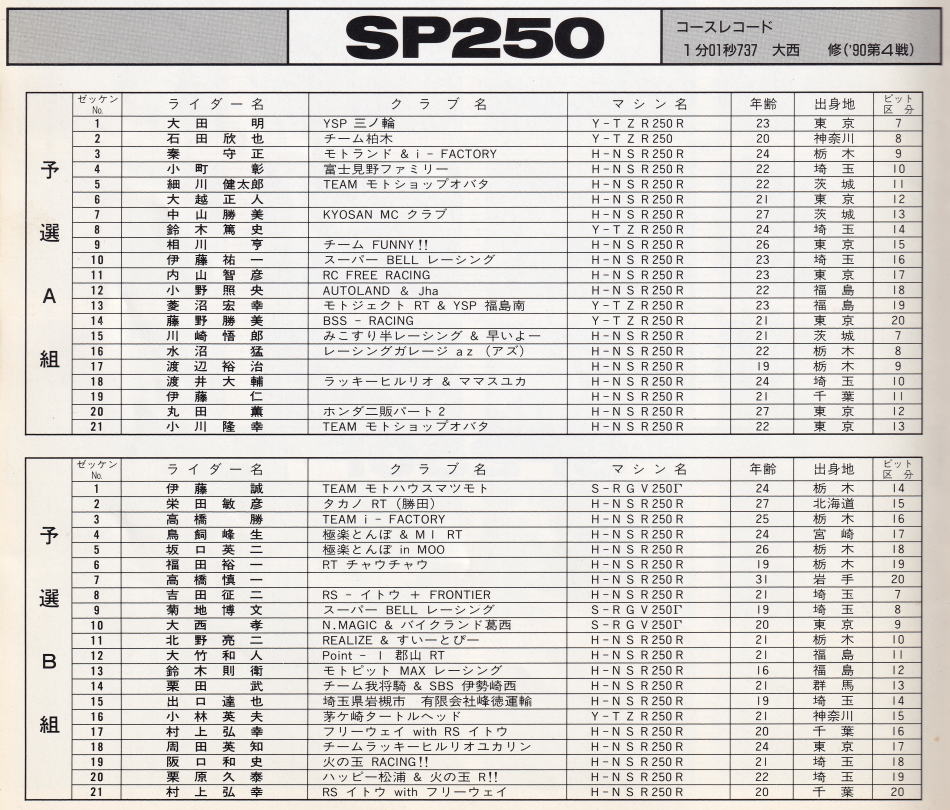 SP250
コースレコード
1分01秒737 大西 修('90第4戦)
予選A組
ゼッケンNo. ライダー名 クラブ名 マシン名 年齢 出身地 ピット区分
1 大田 明 YSP 三ノ輪 Y-TZR250R 23 東京 7
2 石田欣也 チーム柏木 Y-TZR250 20 神奈川 8
3 秦 守正 モトランド & i - FACTORY H-NSR250R 24 栃木 9
4 小町 彰 富士見野ファミリー H-NSR250R 22 埼玉 10
5 細川健太郎 TEAM モトショップオバタ H-NSR250R 22 茨城 11
6 大越正人 H-NSR250R 21 東京 12
7 中山勝美 KYOSAN MC クラブ H-NSR250R 27 茨城 13
8 鈴木篤史 Y-TZR250R 24 埼玉 14
9 相川 亨 チーム FUNNY!! H-NSR250R 26 東京 15
10 伊藤祐一 スーパー BELL レーシング H-NSR250R 23 埼玉 16
11 内山智彦 RC FREE RACING H-NSR250R 23 東京 17
12 小野照央 AUTOLAND & Jha H-NSR250R 22 福島 18
13 菱沼宏幸 モトジェクト RT & YSP 福島南 Y-TZR250R 23 福島 19
14 藤野勝美 BSS - RACING Y-TZR250R 21 東京 20
15 川崎悟郎 みこすり半レーシング & 早いよー H-NSR250R 21 茨城 7
16 水沼 猛 レーシングガレージ az (アズ) H-NSR250R 22 栃木 8
17 渡辺裕治 H-NSR250R 19 栃木 9
18 渡井大輔 ラッキーヒルリオ & ママスユカ H-NSR250R 24 埼玉 10
19 伊藤 仁 H-NSR250R 21 千葉 11
20 丸田 薫 ホンダ二販パート2 H-NSR250R 27 東京 12
21 小川隆幸 TEAM モトショップオバタ H-NSR250R 22 東京 13
予選B組
ゼッケンNo. ライダー名 クラブ名 マシン名 年齢 出身地 ピット区分
1 伊藤 誠 TEAM モトハウスマツモト S-RGV250Γ 24 栃木 14
2 栄田敏彦 タカノ RT (勝田) H-NSR250R 27 北海道 15
3 高橋 勝 TEAM i - FACTORY H-NSR250R 25 栃木 16
4 鳥飼峰生 極楽とんぼ & MI RT H-NSR250R 24 宮崎 17
5 坂口英二 極楽とんぼ in MOO H-NSR250R 26 栃木 18
6 福田裕一 RT チャウチャウ H-NSR250R 19 栃木 19
7 高橋慎一 H-NSR250R 31 岩手 20
8 吉田征二 RS - イトウ + FRONTIER H-NSR250R 21 埼玉 7
9 菊地博文 スーパー BELL レーシング S-RGV250Γ 19 埼玉 8
10 大西 孝 N.MAGIC & バイクランド葛西 S-RGV250Γ 20 東京 9
11 北野亮二 REALIZE & すいーとぴー H-NSR250R 21 栃木 10
12 大竹和人 Point - I 郡山 RT H-NSR250R 21 福島 11
13 鈴木則衛 モトピット MAX レーシング H-NSR250R 16 福島 12
14 栗田 武 チーム我将騎 & SBS 伊勢崎西 H-NSR250R 21 群馬 13
15 出口達也 埼玉県岩槻市 有限会社峰徳運輸 H-NSR250R 19 埼玉 14
16 小林英夫 茅ケ崎タートルヘッド Y-TZR250R 21 神奈川 15
17 村上弘幸 フリーウェイ with RS イトウ H-NSR250R 20 千葉 16
18 周田英知 チームラッキーヒルリオユカリン H-NSR250R 24 東京 17
19 阪口和史 火の玉 RACING!! H-NSR250R 21 埼玉 18
20 栗原久泰 ハッピー松浦 & 火の玉 R!! H-NSR250R 22 埼玉 19
21 村上弘幸 RS イトウ with フリーウェイ H-NSR250R 20 千葉 20